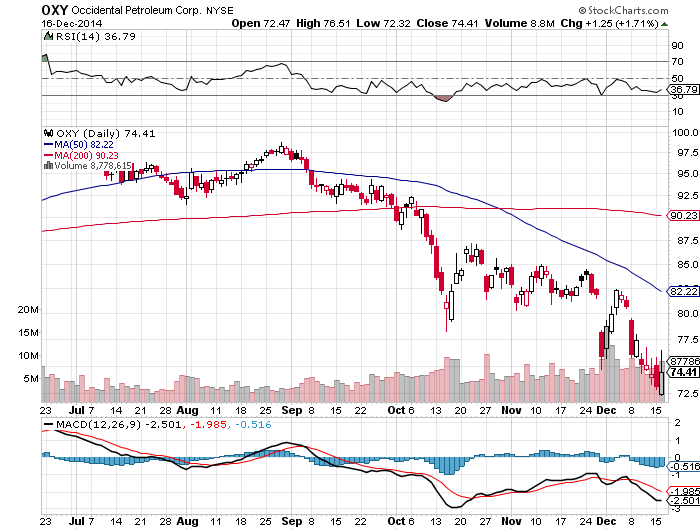 OXY Occidental Petroleum Corp. NYSE © StockCharts.com
16-Dec-2014 Open 72.47 High 76.51 Low 72.32 Close 74.41 Volume 8.8M Chg +1.25 (+1.71%)
RSI(14) 36.79
90
70
50
36.79
30
10
OXY (Daily) 74.41
MA(50) 82.22
MA(200) 90.23
Volume 8,778,615
100.0
97.5
95.0
92.5
90.23
87.5
85.0
82.22
80.0
77.5
87786
74.41
72.5
20M
15M
10M
5M
23 Jul 7 14 21 28 Aug 11 18 25 Sep 8 15 22 Oct 6 13 20 27 Nov 10 17 24 Dec 8 15
MACD(12,26,9) -2.501, -1.985, -0.516
2
1
0
-0.516
-1
-1.985
-2.501
-3
23 Jul 7 14 21 28 Aug 11 18 25 Sep 8 15 22 Oct 6 13 20 27 Nov 10 17 24 Dec 8 15